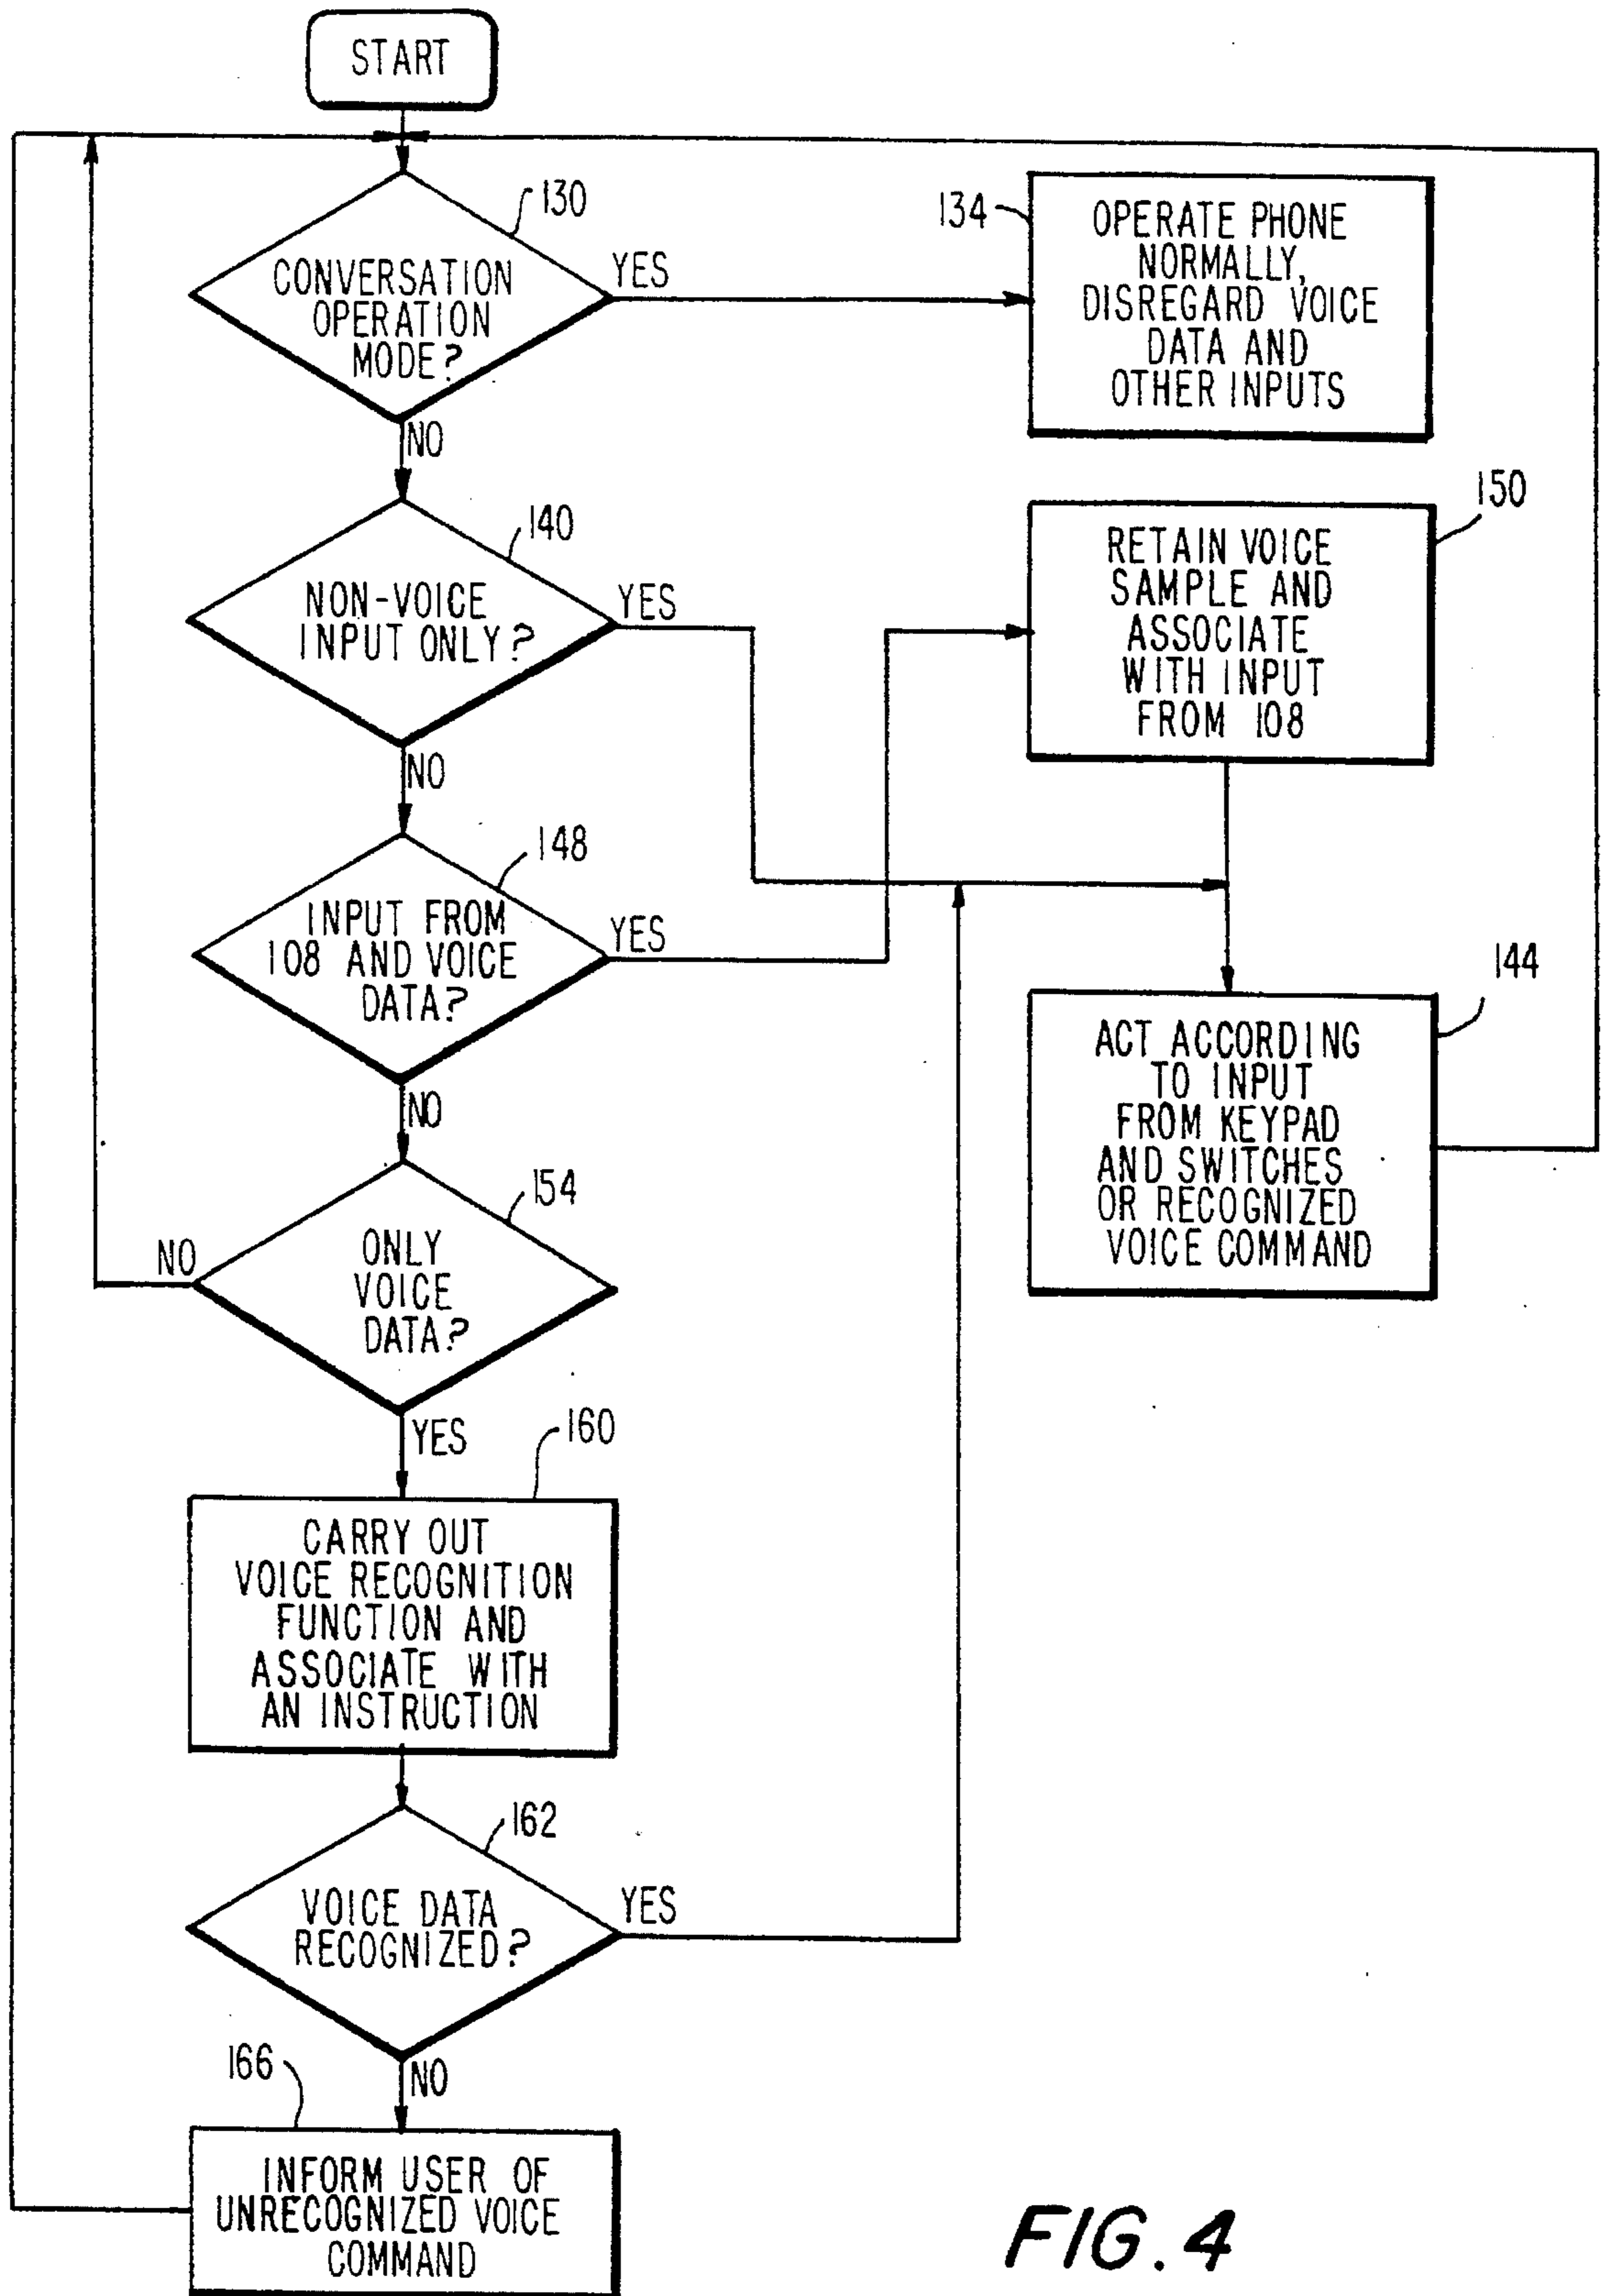 START
130
CONVERSATION
OPERATION
MODE?
YES
NO
134
OPERATE PHONE
NORMALLY,
DISREGARD VOICE
DATA AND
OTHER INPUTS
140
NON-VOICE
INPUT ONLY?
YES
NO
150
RETAIN VOICE
SAMPLE AND
ASSOCIATE
WITH INPUT
FROM 108
148
INPUT FROM
108 AND VOICE
DATA?
YES
NO
144
ACT ACCORDING
TO INPUT
FROM KEYPAD
AND SWITCHES
OR RECOGNIZED
VOICE COMMAND
154
ONLY
VOICE
DATA?
NO
YES
160
CARRY OUT
VOICE RECOGNITION
FUNCTION AND
ASSOCIATE WITH
AN INSTRUCTION
162
VOICE DATA
RECOGNIZED?
YES
NO
166
INFORM USER OF
UNRECOGNIZED VOICE
COMMAND
FIG. 4